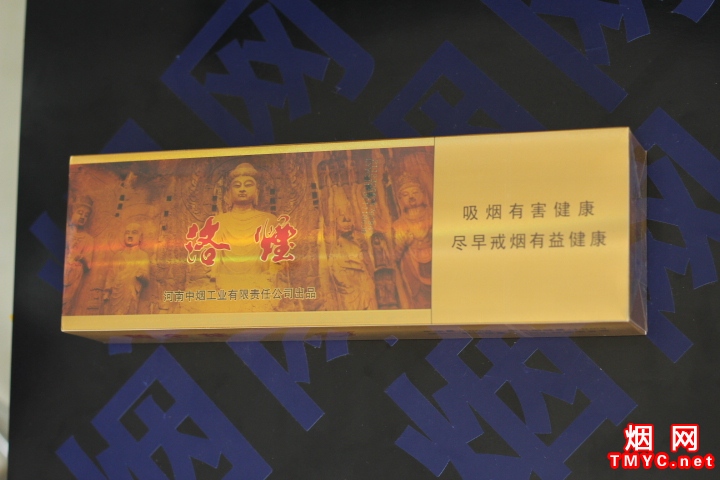 洛烟
河南中烟工业有限责任公司出品
吸烟有害健康
尽早戒烟有益健康
烟网
TMYC.net